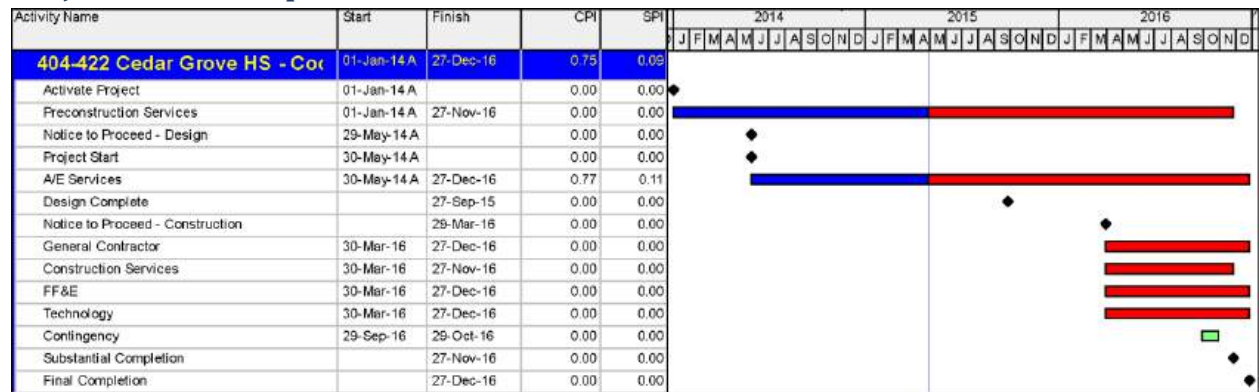 Activity Name Start Finish CPI SPI 2014 2015 2016
J F M A M J J A S O N D J F M A M J J A S O N D J F M A M J J A S O N D
404-422 Cedar Grove HS - Coc 01-Jan-14 A 27-Dec-16 0.75 0.09
Activate Project 01-Jan-14 A 0.00 0.00
Preconstruction Services 01-Jan-14 A 27-Nov-16 0.00 0.00
Notice to Proceed - Design 29-May-14 A 0.00 0.00
Project Start 30-May-14 A 0.00 0.00
A/E Services 30-May-14 A 27-Dec-16 0.77 0.11
Design Complete 27-Sep-15 0.00 0.00
Notice to Proceed - Construction 29-Mar-16 0.00 0.00
General Contractor 30-Mar-16 27-Dec-16 0.00 0.00
Construction Services 30-Mar-16 27-Nov-16 0.00 0.00
FF&E 30-Mar-16 27-Dec-16 0.00 0.00
Technology 30-Mar-16 27-Dec-16 0.00 0.00
Contingency 29-Sep-16 29-Oct-16 0.00 0.00
Substantial Completion 27-Nov-16 0.00 0.00
Final Completion 27-Dec-16 0.00 0.00